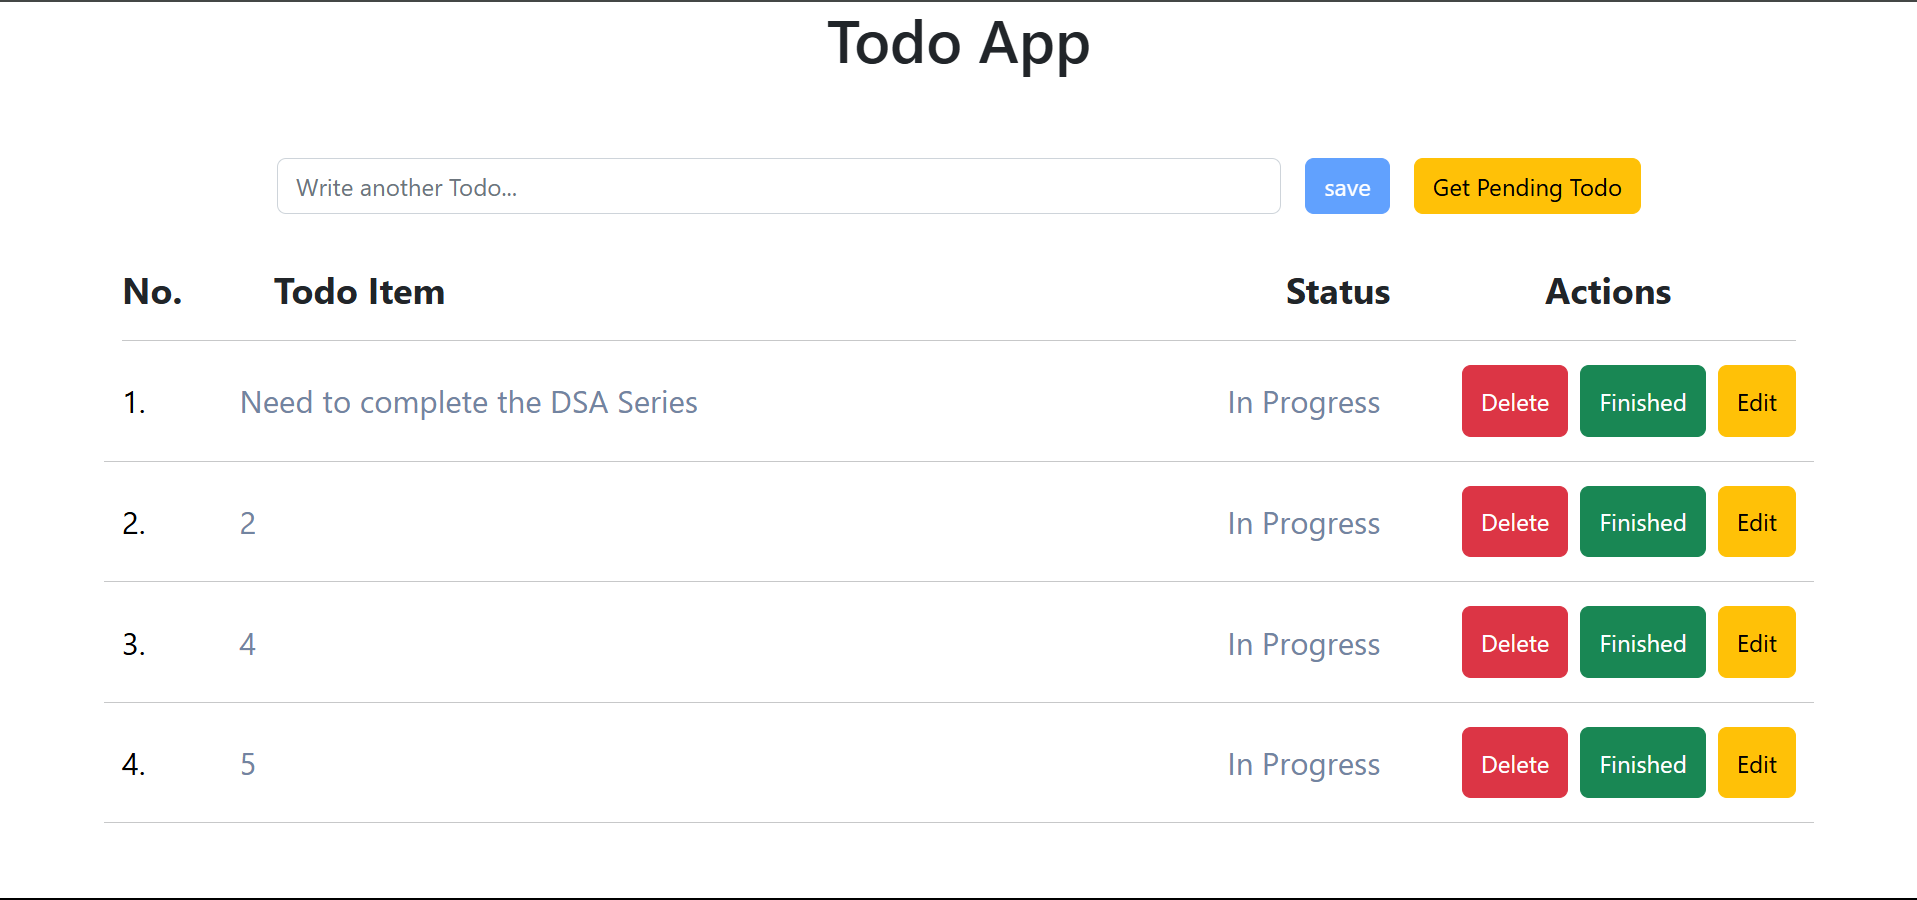 Todo App
Write another Todo... save Get Pending Todo
No. Todo Item Status Actions
1. Need to complete the DSA Series In Progress Delete Finished Edit
2. 2 In Progress Delete Finished Edit
3. 4 In Progress Delete Finished Edit
4. 5 In Progress Delete Finished Edit